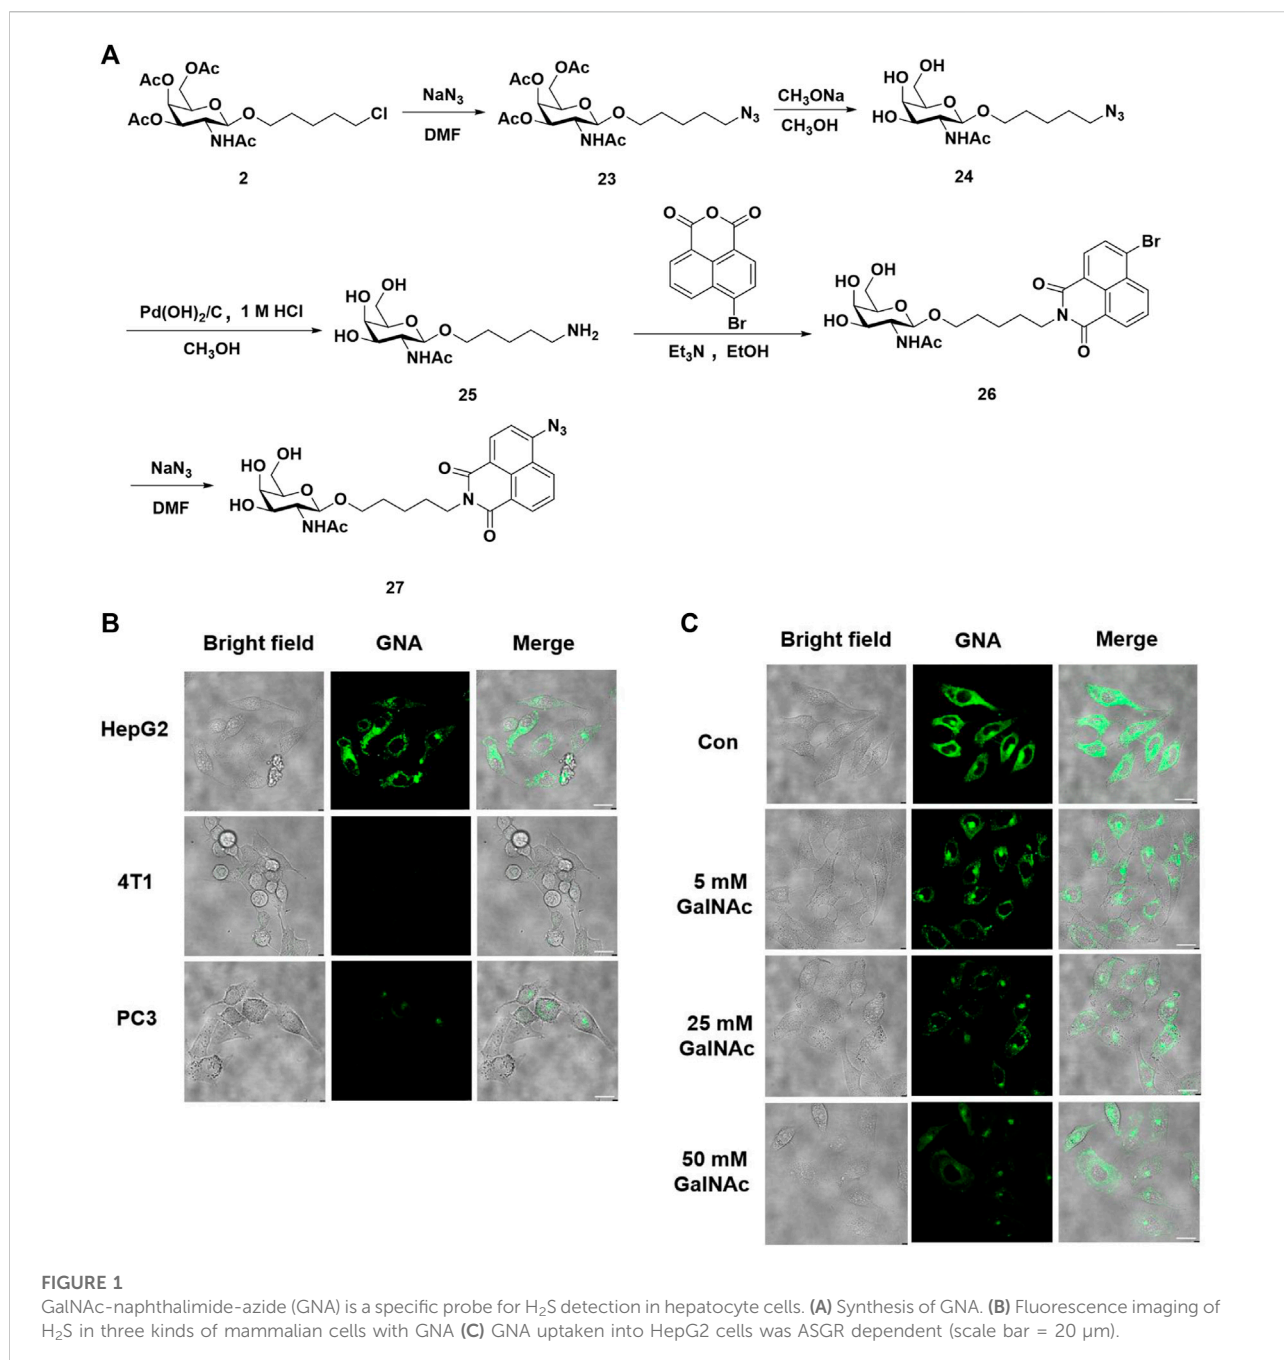 A
OAc
AcO
O
AcO
O
Cl
NHAc
2
NaN3
DMF
OAc
AcO
O
AcO
O
N3
NHAc
23
CH3ONa
CH3OH
OH
HO
O
HO
O
N3
NHAc
24
Pd(OH)2/C, 1 M HCl
CH3OH
OH
HO
O
HO
O
NH2
NHAc
25
O O O
Br
Et3N , EtOH
OH
HO
O
HO
O
NHAc
O
N
O
Br
26
NaN3
DMF
OH
HO
O
HO
O
NHAc
O
N
O
N3
27
B
Bright field GNA Merge
HepG2
4T1
PC3
C
Bright field GNA Merge
Con
5 mM
GalNAc
25 mM
GalNAc
50 mM
GalNAc
FIGURE 1
GalNAc-naphthalimide-azide (GNA) is a specific probe for H2S detection in hepatocyte cells. (A) Synthesis of GNA. (B) Fluorescence imaging of
H2S in three kinds of mammalian cells with GNA (C) GNA uptaken into HepG2 cells was ASGR dependent (scale bar = 20 μm).